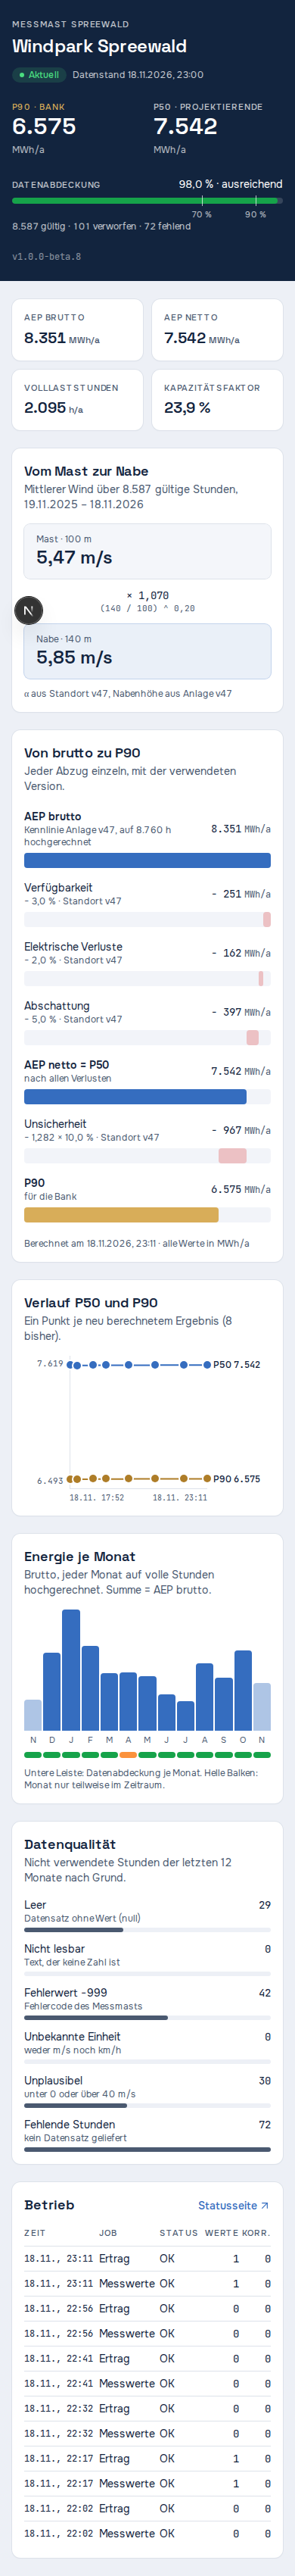 MESSMAST SPREEWALD
Windpark Spreewald
Aktuell Datenstand 18.11.2026, 23:00
P90 · BANK
6.575
MWh/a
P50 · PROJEKTIERENDE
7.542
MWh/a
DATENABDECKUNG 98,0 % · ausreichend
70 % 90 %
8.587 gültig · 101 verworfen · 72 fehlend
v1.0.0-beta.8
AEP BRUTTO
8.351 MWh/a
AEP NETTO
7.542 MWh/a
VOLLLASTSTUNDEN
2.095 h/a
KAPAZITÄTSFAKTOR
23,9 %
Vom Mast zur Nabe
Mittlerer Wind über 8.587 gültige Stunden,
19.11.2025 – 18.11.2026
Mast · 100 m
5,47 m/s
× 1,070
(140 / 100) ^ 0,20
N
Nabe · 140 m
5,85 m/s
α aus Standort v47, Nabenhöhe aus Anlage v47
Von brutto zu P90
Jeder Abzug einzeln, mit der verwendeten
Version.
AEP brutto
Kennlinie Anlage v47, auf 8.760 h
hochgerechnet
8.351 MWh/a
Verfügbarkeit
− 3,0 % · Standort v47
− 251 MWh/a
Elektrische Verluste
− 2,0 % · Standort v47
− 162 MWh/a
Abschattung
− 5,0 % · Standort v47
− 397 MWh/a
AEP netto = P50
nach allen Verlusten
7.542 MWh/a
Unsicherheit
− 1,282 × 10,0 % · Standort v47
− 967 MWh/a
P90
für die Bank
6.575 MWh/a
Berechnet am 18.11.2026, 23:11 · alle Werte in MWh/a
Verlauf P50 und P90
Ein Punkt je neu berechnetem Ergebnis (8
bisher).
7.619 P50 7.542
6.493 P90 6.575
18.11. 17:52 18.11. 23:11
Energie je Monat
Brutto, jeder Monat auf volle Stunden
hochgerechnet. Summe = AEP brutto.
N D J F M A M J J A S O N
Untere Leiste: Datenabdeckung je Monat. Helle Balken:
Monat nur teilweise im Zeitraum.
Datenqualität
Nicht verwendete Stunden der letzten 12
Monate nach Grund.
Leer 29
Datensatz ohne Wert (null)
Nicht lesbar 0
Text, der keine Zahl ist
Fehlerwert -999 42
Fehlercode des Messmasts
Unbekannte Einheit 0
weder m/s noch km/h
Unplausibel 30
unter 0 oder über 40 m/s
Fehlende Stunden 72
kein Datensatz geliefert
Betrieb Statusseite ↗
ZEIT JOB STATUS WERTE KORR.
18.11., 23:11 Ertrag OK 1 0
18.11., 23:11 Messwerte OK 1 0
18.11., 22:56 Ertrag OK 0 0
18.11., 22:56 Messwerte OK 0 0
18.11., 22:41 Ertrag OK 0 0
18.11., 22:41 Messwerte OK 0 0
18.11., 22:32 Ertrag OK 0 0
18.11., 22:32 Messwerte OK 0 0
18.11., 22:17 Ertrag OK 1 0
18.11., 22:17 Messwerte OK 1 0
18.11., 22:02 Ertrag OK 0 0
18.11., 22:02 Messwerte OK 0 0